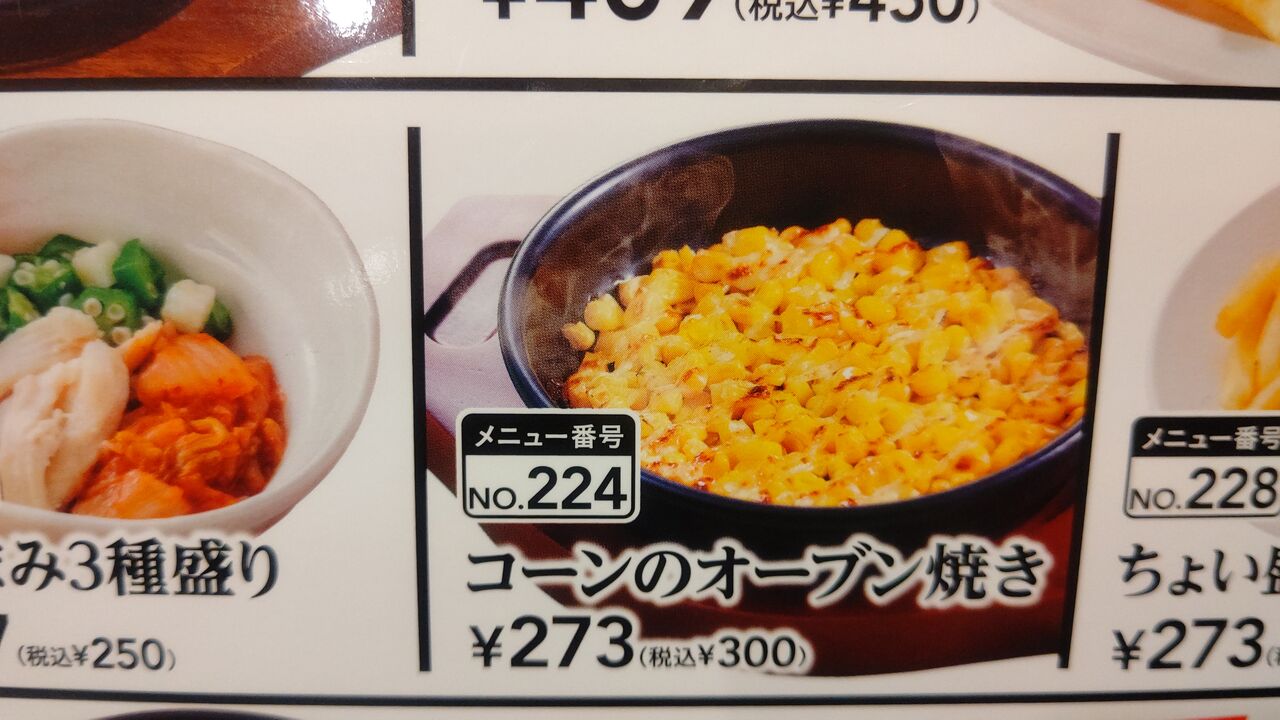 (税込¥450)
メニュー番号
NO.224
コーンのオーブン焼き
¥273(税込¥300)
み3種盛り
(税込¥250)
メニュー番号
NO.228
ちょい
¥273